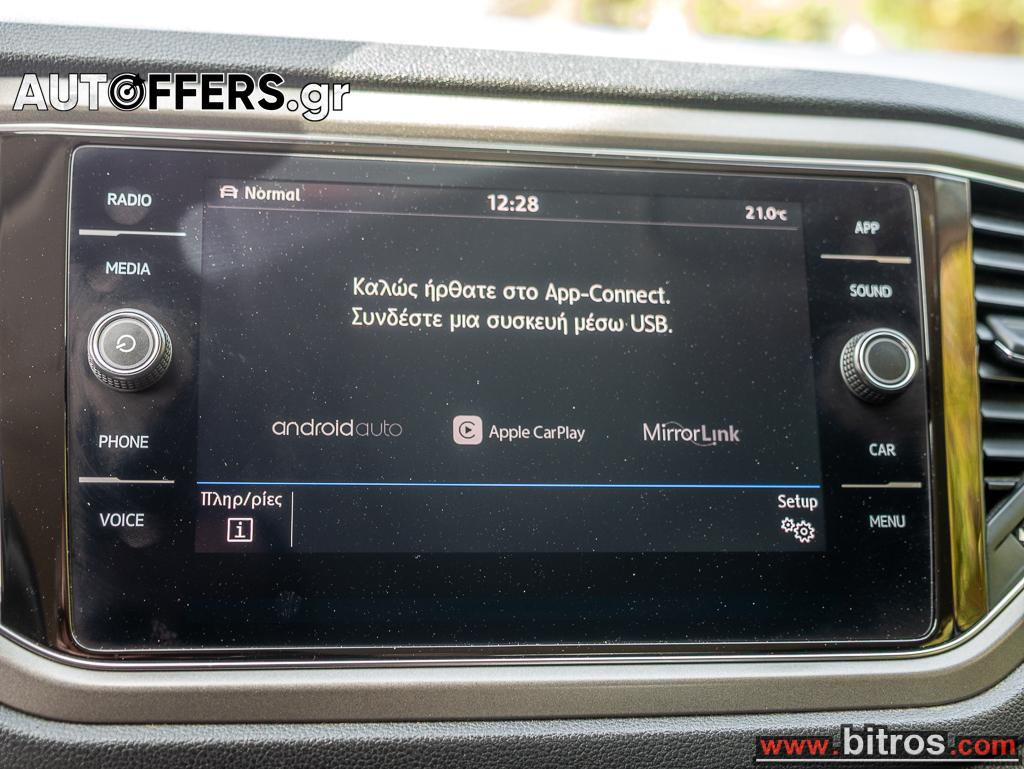 AUTOFFERS.gr
RADIO
MEDIA
PHONE
VOICE
Normal
12:28
21.0°C
Καλώς ήρθατε στο App-Connect.
Συνδέστε μια συσκευή μέσω USB.
androidauto
Apple CarPlay
MirrorLink
Πληρ/ρίες
i
Setup
APP
SOUND
CAR
MENU
www.bitros.com